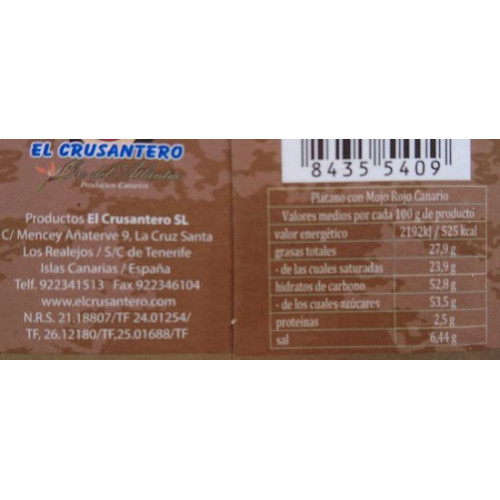 EL CRUSANTERO
Productos Canarios
Productos El Crusantero SL
C/ Mencey Añaterve 9, La Cruz Santa
Los Realejos / S/C de Tenerife
Islas Canarias / España
Telf. 922341513 Fax 922346104
www.elcrusantero.com
N.R.S. 21.18807/TF 24.01254/
TF, 26.12180/TF,25.01688/TF
8435 5409
Plátano con Mojo Rojo Canario
Valores medios por cada 100 g de producto
valor energético 2192kJ / 525 kcal
grasas totales 27,9 g
- de las cuales saturadas 23,9 g
hidratos de carbono 52,8 g
- de los cuales azúcares 53,5 g
proteínas 2,5 g
sal 6,44 g